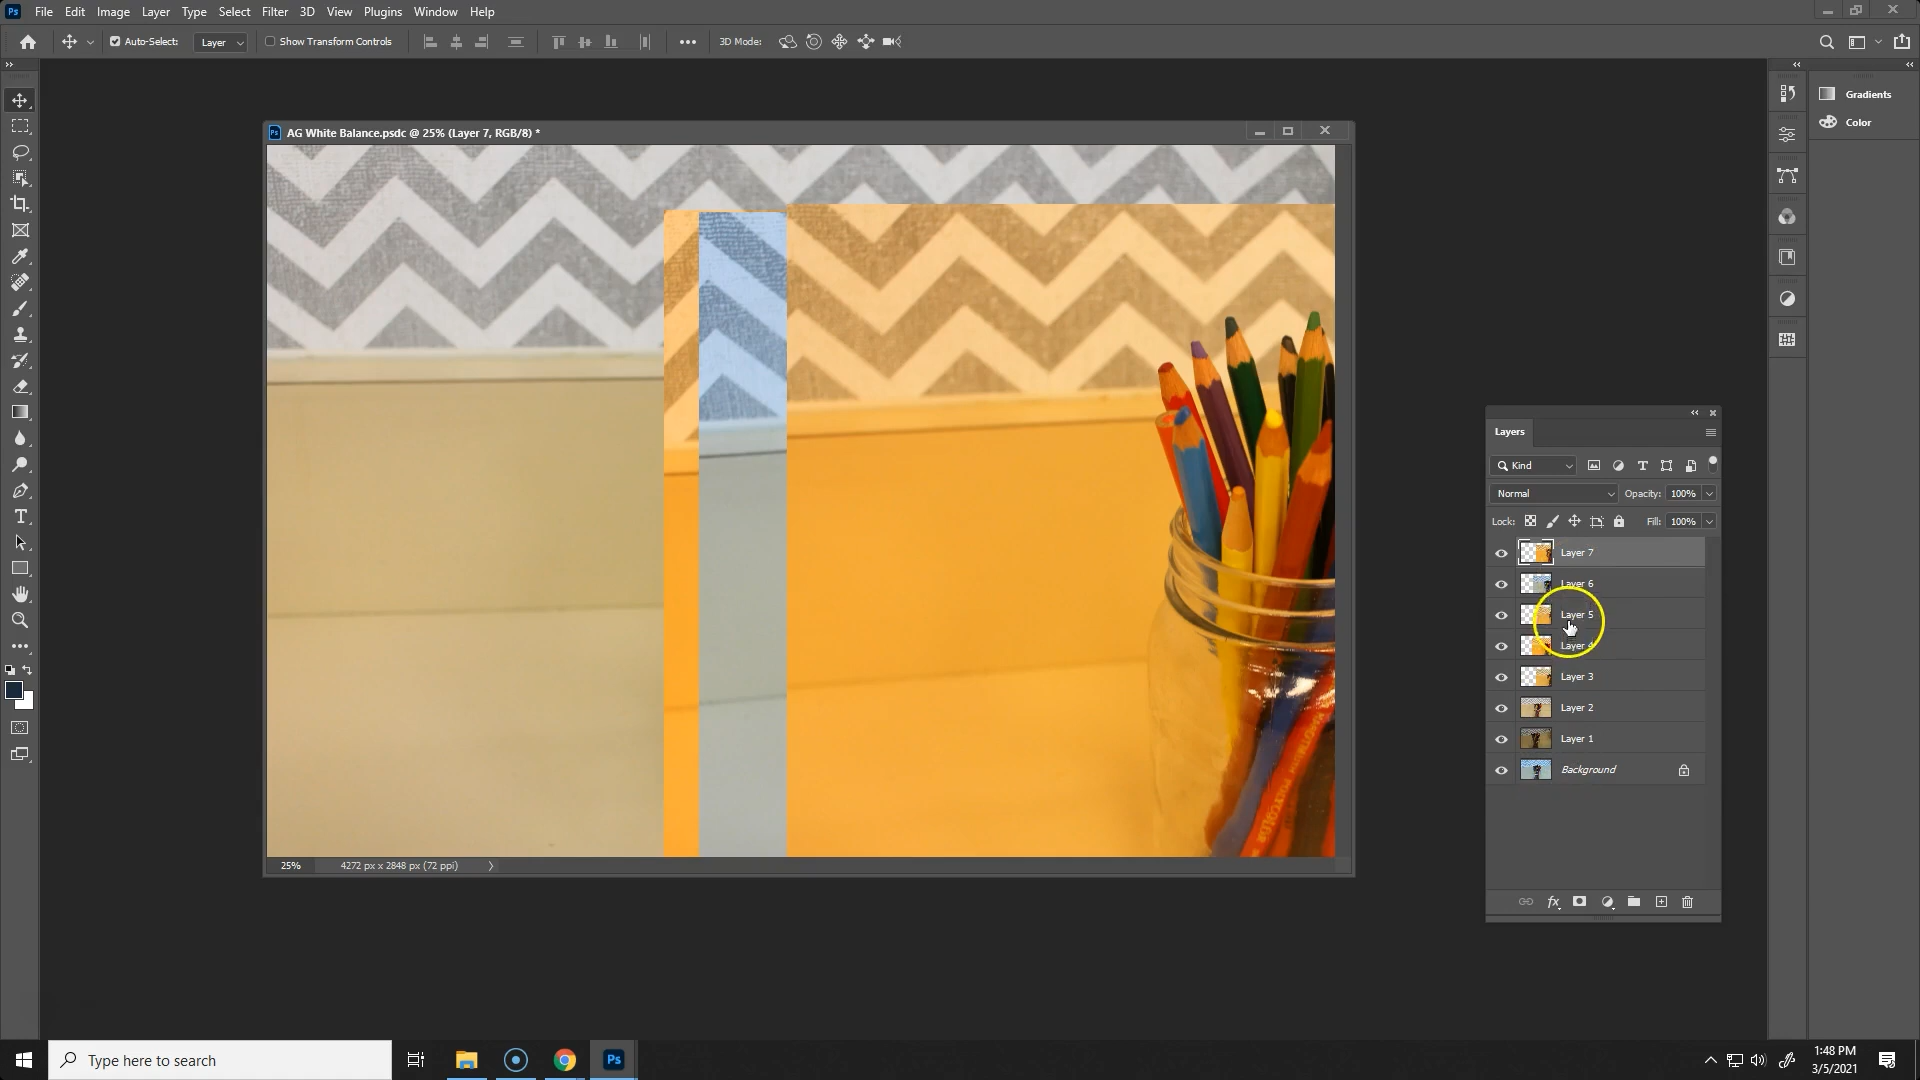 Ps File Edit Image Layer Type Select Filter 3D View Plugins Window Help
Auto-Select: Layer Show Transform Controls 3D Mode:
Gradients
Color
Ps AG White Balance.psdc @ 25% (Layer 7, RGB/8) *
Layers
Kind
Normal Opacity: 100%
Lock: Fill: 100%
Layer 7
Layer 6
Layer 5
Layer 4
Layer 3
Layer 2
Layer 1
Background
25% 4272 px x 2848 px (72 ppi)
Type here to search
Ps
1:48 PM
3/5/2021